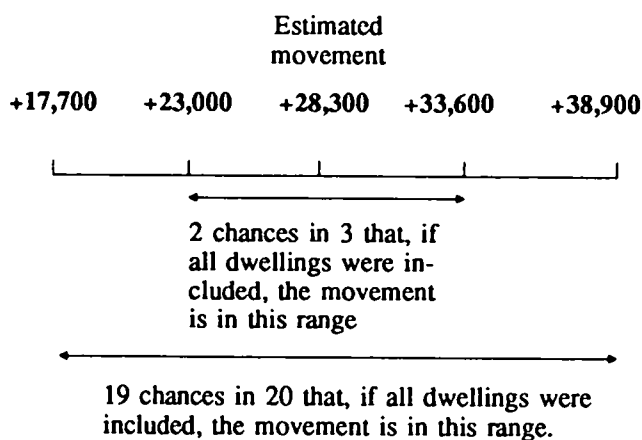 Estimated
movement
+17,700 +23,000 +28,300 +33,600 +38,900
2 chances in 3 that, if
all dwellings were in-
cluded, the movement
is in this range
19 chances in 20 that, if all dwellings were
included, the movement is in this range.